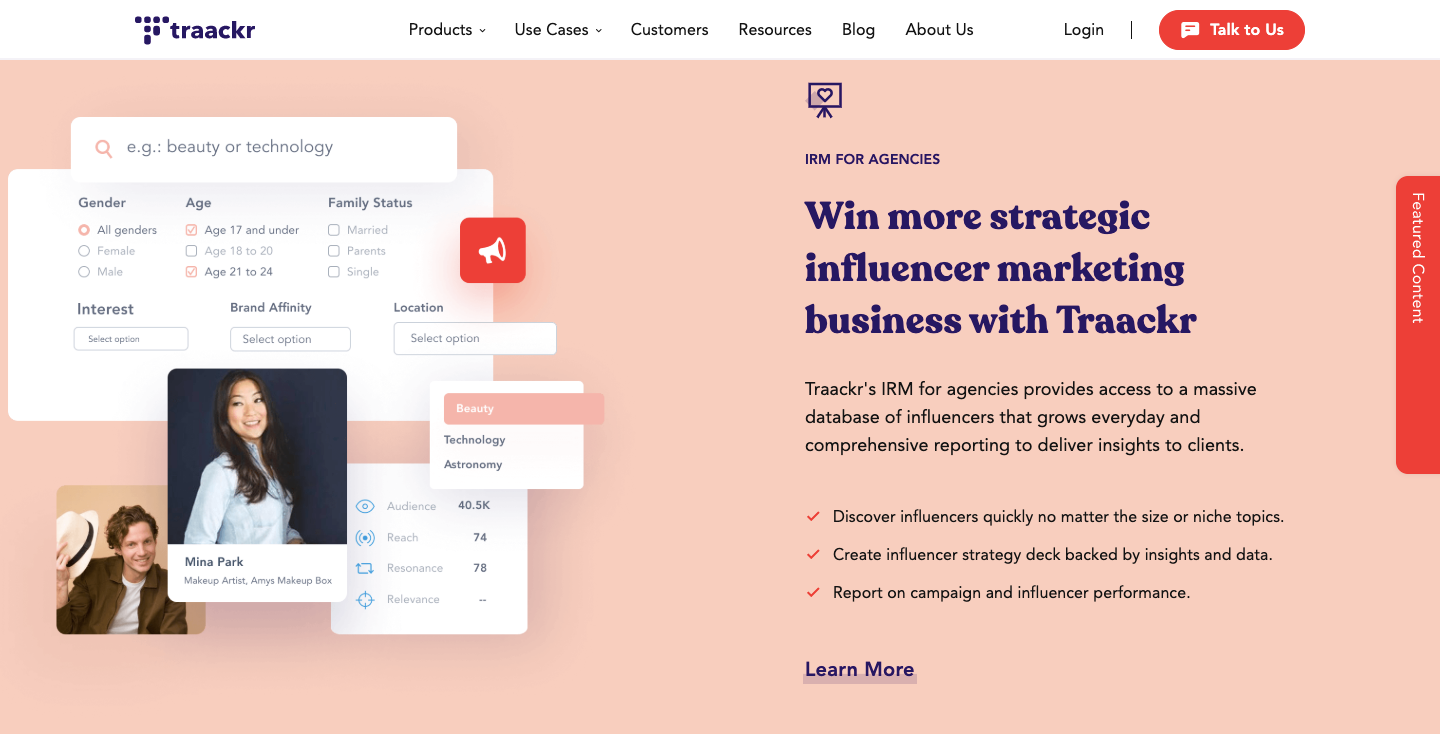 traackr
Products
Use Cases
Customers
Resources
Blog
About Us
Login
Talk to Us
e.g.: beauty or technology
Gender
All genders
Female
Male
Age
Age 17 and under
Age 18 to 20
Age 21 to 24
Family Status
Married
Parents
Single
Interest
Select option
Brand Affinity
Select option
Location
Select option
Beauty
Technology
Astronomy
Mina Park
Makeup Artist, Amys Makeup Box
Audience 40.5K
Reach 74
Resonance 78
Relevance --
IRM FOR AGENCIES
Win more strategic
influencer marketing
business with Traackr
Traackr's IRM for agencies provides access to a massive
database of influencers that grows everyday and
comprehensive reporting to deliver insights to clients.
Discover influencers quickly no matter the size or niche topics.
Create influencer strategy deck backed by insights and data.
Report on campaign and influencer performance.
Learn More
Featured Content